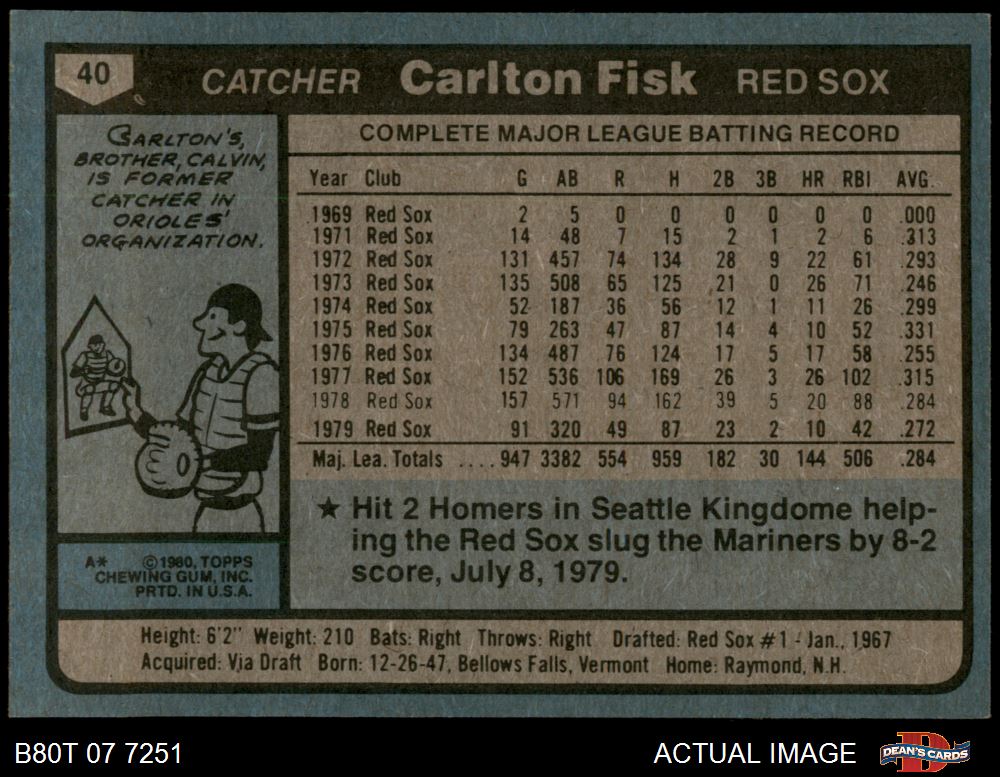 40 CATCHER Carlton Fisk RED SOX
CARLTON'S,
BROTHER, CALVIN,
IS FORMER
CATCHER IN
ORIOLES'
ORGANIZATION.
COMPLETE MAJOR LEAGUE BATTING RECORD
Year Club G AB R H 2B 3B HR RBI AVG.
1969 Red Sox 2 5 0 0 0 0 0 0 .000
1971 Red Sox 14 48 7 15 2 1 2 6 .313
1972 Red Sox 131 457 74 134 28 9 22 61 .293
1973 Red Sox 135 508 65 125 21 0 26 71 .246
1974 Red Sox 52 187 36 56 12 1 11 26 .299
1975 Red Sox 79 263 47 87 14 4 10 52 .331
1976 Red Sox 134 487 76 124 17 5 17 58 .255
1977 Red Sox 152 536 106 169 26 3 26 102 .315
1978 Red Sox 157 571 94 162 39 5 20 88 .284
1979 Red Sox 91 320 49 87 23 2 10 42 .272
Maj. Lea. Totals .... 947 3382 554 959 182 30 144 506 .284
★ Hit 2 Homers in Seattle Kingdome help-
ing the Red Sox slug the Mariners by 8-2
score, July 8, 1979.
A* ©1980, TOPPS
CHEWING GUM, INC.
PRTD. IN U.S.A.
Height: 6'2" Weight: 210 Bats: Right Throws: Right Drafted: Red Sox #1 - Jan., 1967
Acquired: Via Draft Born: 12-26-47, Bellows Falls, Vermont Home: Raymond, N.H.
B80T 07 7251 ACTUAL IMAGE D DEAN'S CARDS